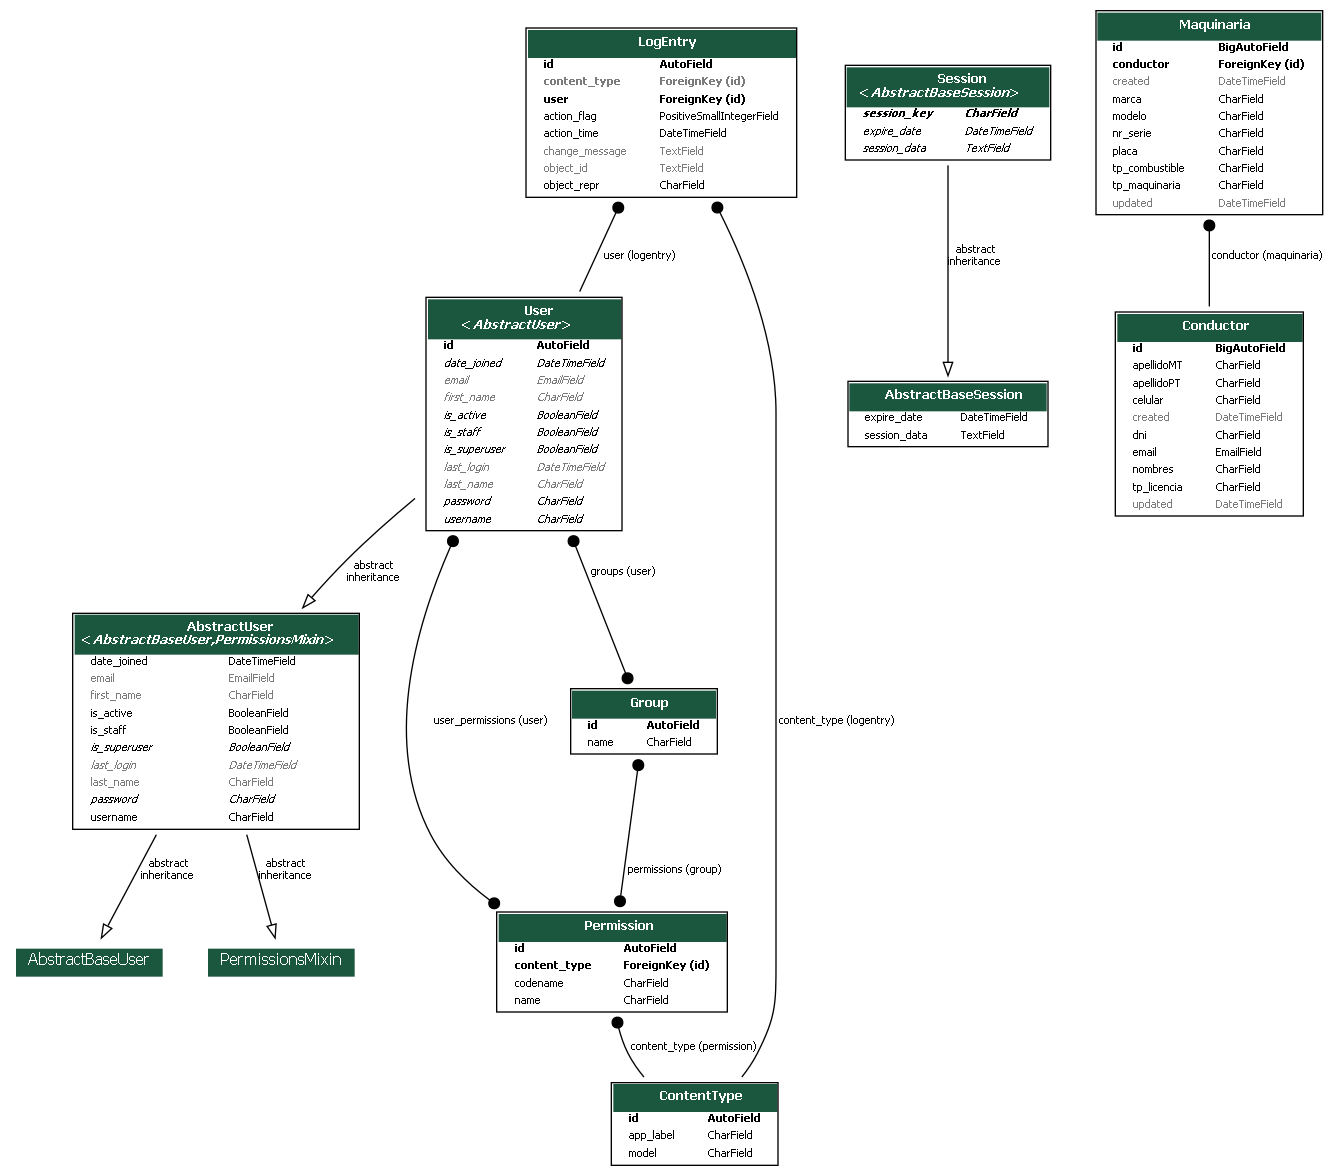 LogEntry
id AutoField
content_type ForeignKey (id)
user ForeignKey (id)
action_flag PositiveSmallIntegerField
action_time DateTimeField
change_message TextField
object_id TextField
object_repr CharField
Session
<AbstractBaseSession>
session_key CharField
expire_date DateTimeField
session_data TextField
Maquinaria
id BigAutoField
conductor ForeignKey (id)
created DateTimeField
marca CharField
modelo CharField
nr_serie CharField
placa CharField
tp_combustible CharField
tp_maquinaria CharField
updated DateTimeField
user (logentry)
abstract
inheritance
conductor (maquinaria)
User
<AbstractUser>
id AutoField
date_joined DateTimeField
email EmailField
first_name CharField
is_active BooleanField
is_staff BooleanField
is_superuser BooleanField
last_login DateTimeField
last_name CharField
password CharField
username CharField
AbstractBaseSession
expire_date DateTimeField
session_data TextField
Conductor
id BigAutoField
apellidoMT CharField
apellidoPT CharField
celular CharField
created DateTimeField
dni CharField
email EmailField
nombres CharField
tp_licencia CharField
updated DateTimeField
abstract
inheritance
groups (user)
AbstractUser
<AbstractBaseUser,PermissionsMixin>
date_joined DateTimeField
email EmailField
first_name CharField
is_active BooleanField
is_staff BooleanField
is_superuser BooleanField
last_login DateTimeField
last_name CharField
password CharField
username CharField
user_permissions (user)
Group
id AutoField
name CharField
content_type (logentry)
abstract
inheritance
abstract
inheritance
permissions (group)
AbstractBaseUser
PermissionsMixin
Permission
id AutoField
content_type ForeignKey (id)
codename CharField
name CharField
content_type (permission)
ContentType
id AutoField
app_label CharField
model CharField